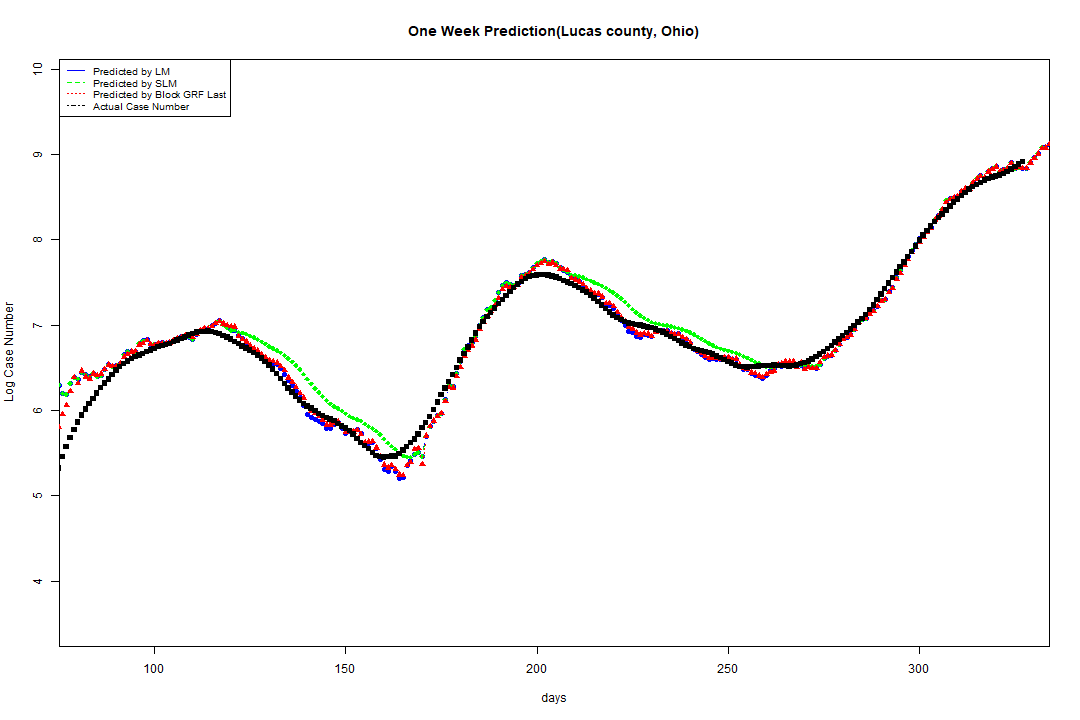 One Week Prediction(Lucas county, Ohio)
Predicted by LM
Predicted by SLM
Predicted by Block GRF Last
Actual Case Number
Log Case Number
10
9
8
7
6
5
4
100 150 200 250 300
days